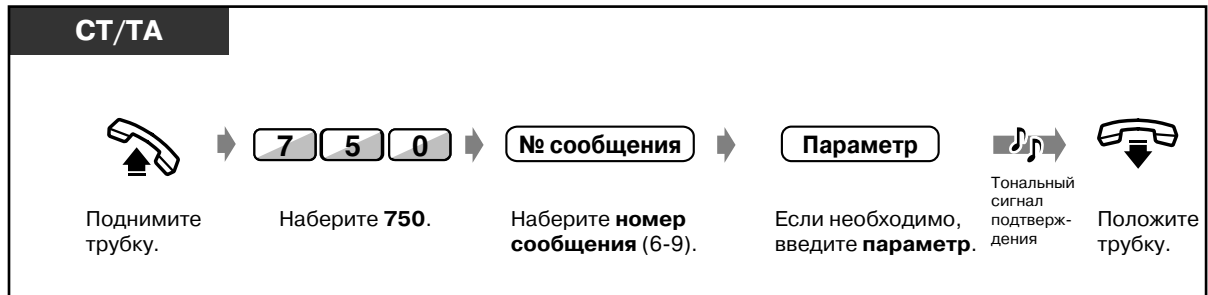 СТ/ТА
7 5 0
№ сообщения
Параметр
Поднимите
трубку.
Наберите 750.
Наберите номер
сообщения (6-9).
Если необходимо,
введите параметр.
Тональный
сигнал
подтверж-
дения
Положите
трубку.